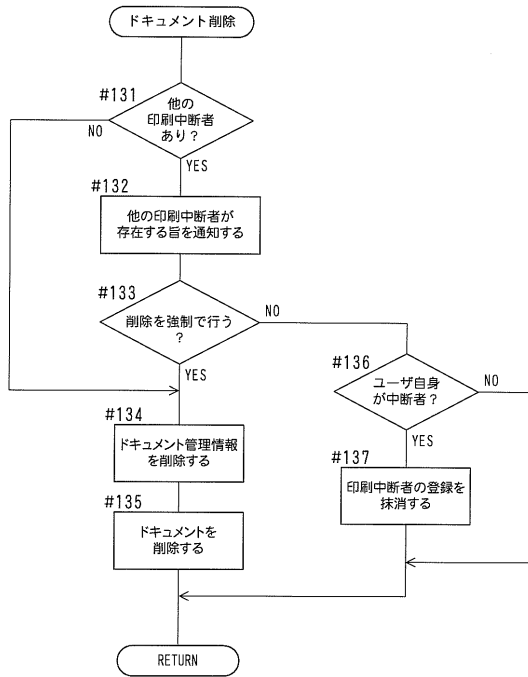 ドキュメント削除
#131
他の
印刷中断者
あり?
NO
YES
#132
他の印刷中断者が
存在する旨を通知する
#133
削除を強制で行う
?
NO
YES
#136
ユーザ自身
が中断者?
NO
YES
#134
ドキュメント管理情報
を削除する
#137
印刷中断者の登録を
抹消する
#135
ドキュメントを
削除する
RETURN